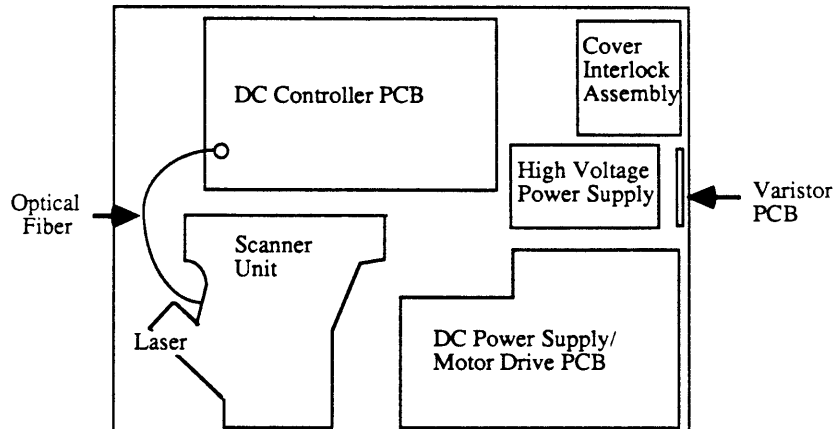 DC Controller PCB
Cover
Interlock
Assembly
High Voltage
Power Supply
Varistor
PCB
Optical
Fiber
Scanner
Unit
Laser
DC Power Supply/
Motor Drive PCB